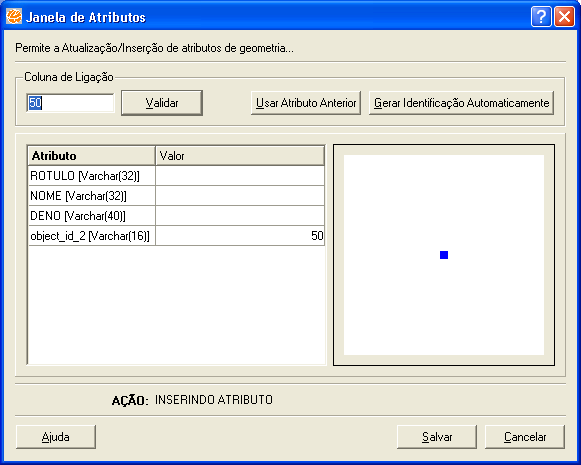 Janela de Atributos
Permite a Atualização/Inserção de atributos de geometria...
Coluna de Ligação
50 Validar Usar Atributo Anterior Gerar Identificação Automaticamente
Atributo Valor
ROTULO [Varchar(32)]
NOME [Varchar(32)]
DENO [Varchar(40)]
object_id_2 [Varchar(16)] 50
AÇÃO: INSERINDO ATRIBUTO
Ajuda Salvar Cancelar